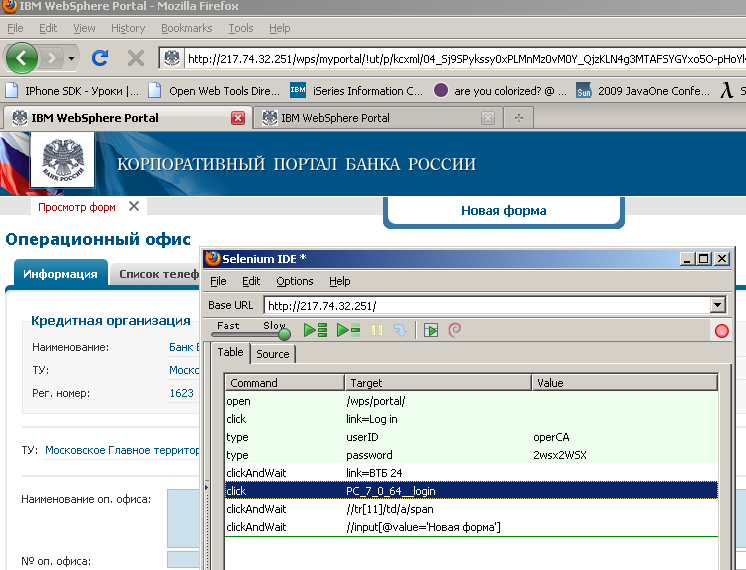 IBM WebSphere Portal - Mozilla Firefox
File Edit View History Bookmarks Tools Help
http://217.74.32.251/wps/myportal/!ut/p/kcxml/04_Sj9SPykssy0xPLMnMz0vM0Y_QjzKLN4g3MTAFSYGYxo5O-pHoYl
IPhone SDK - Уроки |... Open Web Tools Dire... IBM iSeries Information C... are you colorized? @ ... Sun 2009 JavaOne Confe... λ S
IBM WebSphere Portal IBM WebSphere Portal
КОРПОРАТИВНЫЙ ПОРТАЛ БАНКА РОССИИ
Просмотр форм
Новая форма
Операционный офис
Информация Список телеф
Кредитная организация
Наименование: Банк В
ТУ: Моско
Рег. номер: 1623
ТУ: Московское Главное территор
Наименование оп. офиса:
№ оп. офиса:
Selenium IDE *
File Edit Options Help
Base URL http://217.74.32.251/
Fast Slow
Table Source
Command Target Value
open /wps/portal/
click link=Log in
type userID operCA
type password 2wsx2WSX
clickAndWait link=ВТБ 24
click PC_7_0_64__login
clickAndWait //tr[11]/td/a/span
clickAndWait //input[@value='Новая форма']